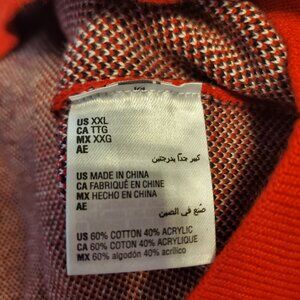 US XXL
CA TTG
MX XXG
AE
كبير جداً بدرجتين
US MADE IN CHINA
CA FABRIQUÉ EN CHINE
MX HECHO EN CHINA
AE
صنع في الصين
US 60% COTTON 40% ACRYLIC
CA 60% COTTON 40% ACRYLIQUE
MX 60% algodón 40% acrílico